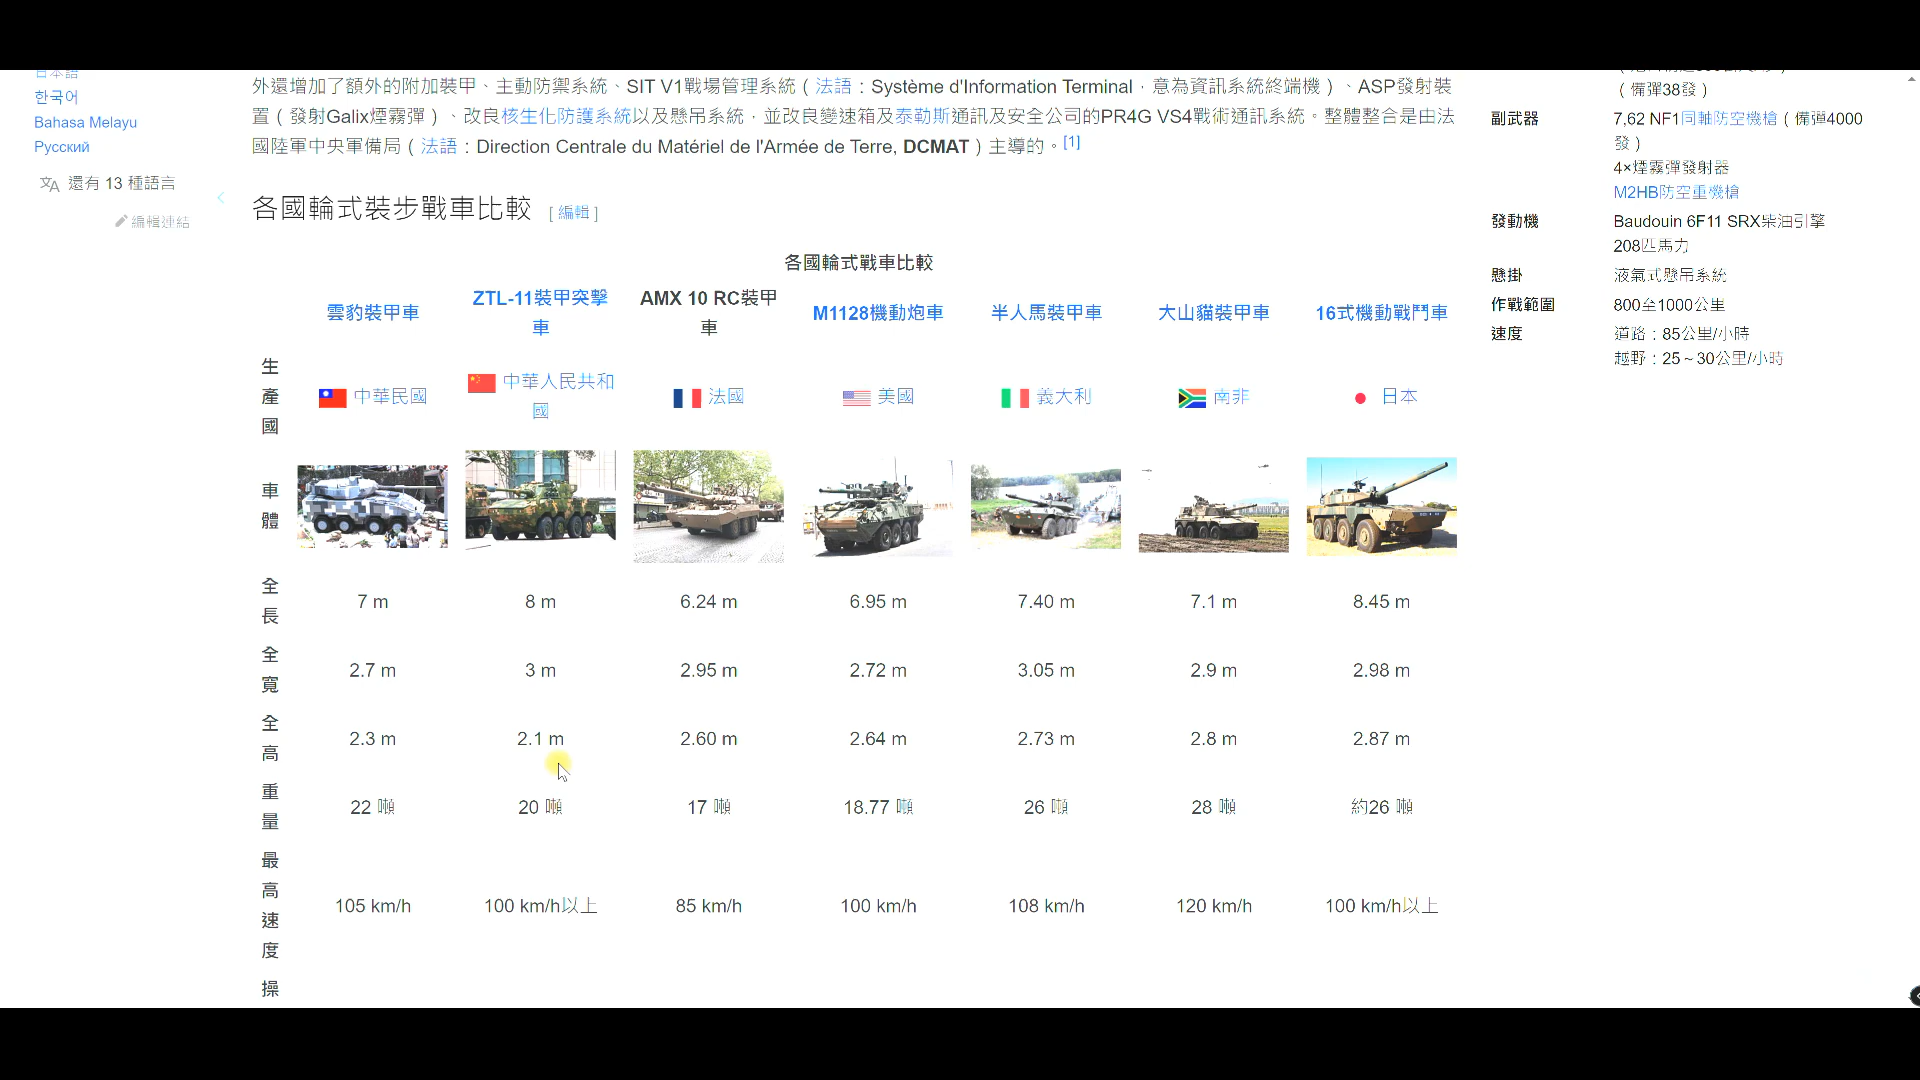 한국어
Bahasa Melayu
Русский
還有 13 種語言
編輯連結
外還增加了額外的附加裝甲、主動防禦系統、SIT V1戰場管理系統（法語：Système d'Information Terminal，意為資訊系統終端機）、ASP發射裝
置（發射Galix煙霧彈）、改良核生化防護系統以及懸吊系統，並改良變速箱及泰勒斯通訊及安全公司的PR4G VS4戰術通訊系統。整體整合是由法
國陸軍中央軍備局（法語：Direction Centrale du Matériel de l'Armée de Terre, DCMAT）主導的。[1]
各國輪式裝步戰車比較 [編輯]
各國輪式戰車比較
雲豹裝甲車 ZTL-11裝甲突擊車 AMX 10 RC裝甲車 M1128機動炮車 半人馬裝甲車 大山貓裝甲車 16式機動戰鬥車
生產國 中華民國 中華人民共和國 法國 美國 義大利 南非 日本
車體
全長 7 m 8 m 6.24 m 6.95 m 7.40 m 7.1 m 8.45 m
全寬 2.7 m 3 m 2.95 m 2.72 m 3.05 m 2.9 m 2.98 m
全高 2.3 m 2.1 m 2.60 m 2.64 m 2.73 m 2.8 m 2.87 m
重量 22 噸 20 噸 17 噸 18.77 噸 26 噸 28 噸 約26 噸
最高速度 105 km/h 100 km/h以上 85 km/h 100 km/h 108 km/h 120 km/h 100 km/h以上
操
（備彈38發）
副武器 7,62 NF1同軸防空機槍（備彈4000
發）
4×煙霧彈發射器
M2HB防空重機槍
發動機 Baudouin 6F11 SRX柴油引擎
208匹馬力
懸掛 液氣式懸吊系統
作戰範圍 800至1000公里
速度 道路：85公里/小時
越野：25～30公里/小時